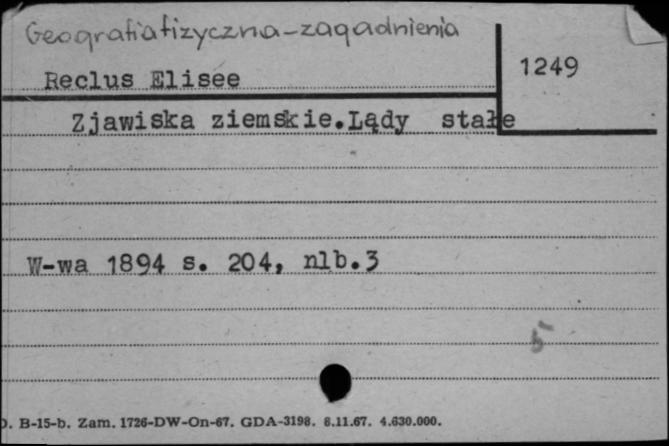 Geografia fizyczna-zagadnienia
Reclus Elisee
1249
Zjawiska ziemskie.Lądy stałe
W-wa 1894 s. 204, nlb.3
5
D. B-15-b. Zam. 1726-DW-On-67. GDA-3198. 8.11.67. 4.630.000.